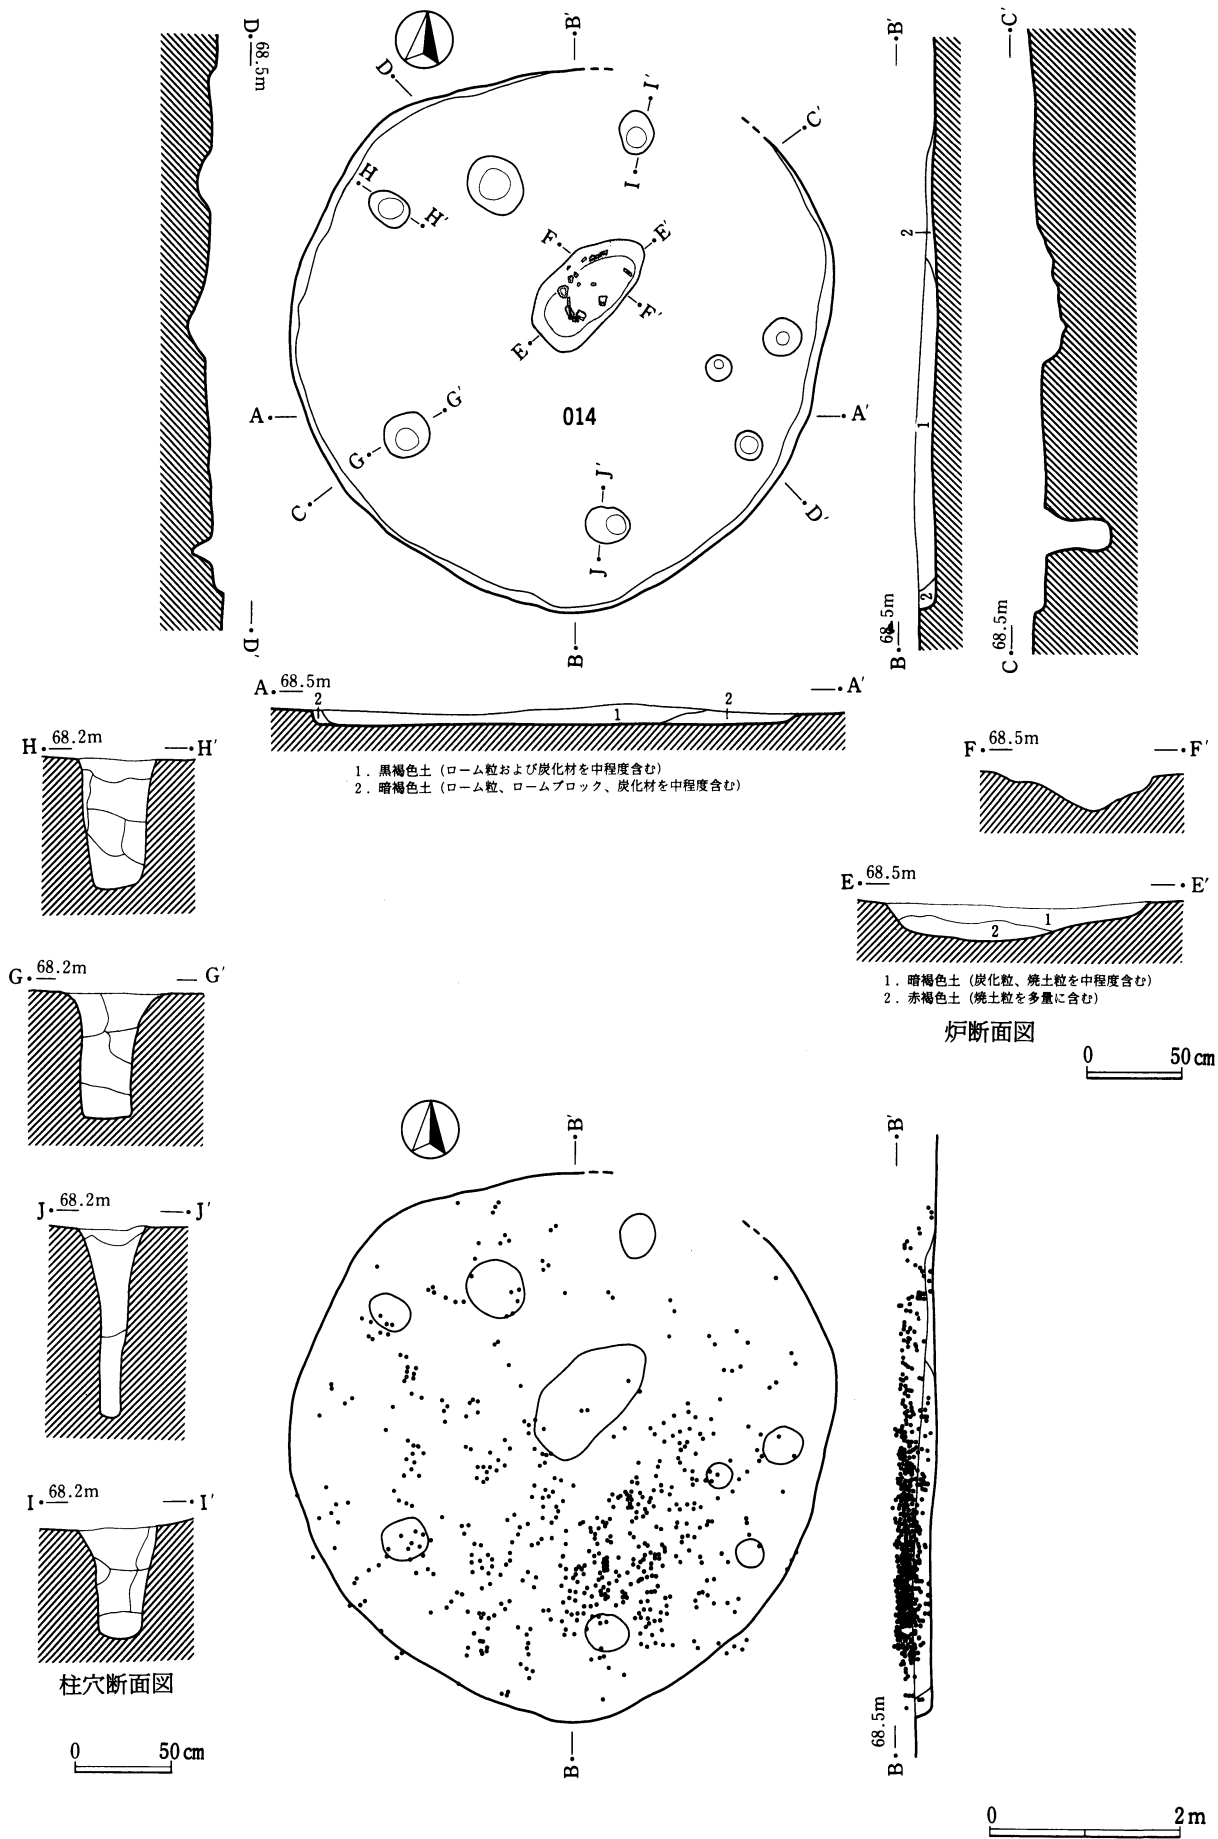 D
68.5m
D'
B'
D
C'
I'
I
H
H'
F
E'
F'
E
A
A'
G'
G
014
C
J'
J
D'
B
B'
2
1
2
68.5m
B
C'
68.5m
C
A 68.5m A'
2 1 2
1. 黒褐色土 (ローム粒および炭化材を中程度含む)
2. 暗褐色土 (ローム粒、ロームブロック、炭化材を中程度含む)
H 68.2m H'
F 68.5m F'
E 68.5m E'
1
2
1. 暗褐色土 (炭化粒、焼土粒を中程度含む)
2. 赤褐色土 (焼土粒を多量に含む)
炉断面図
0 50cm
G 68.2m G'
J 68.2m J'
I 68.2m I'
柱穴断面図
0 50cm
B'
B
B'
68.5m
B
0 2m